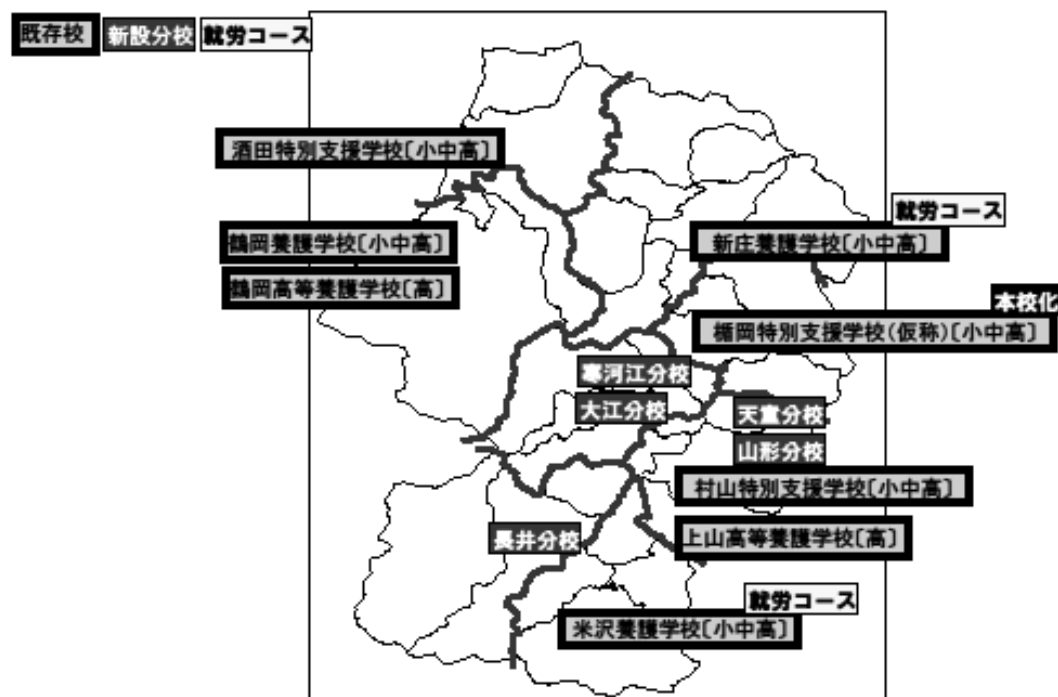 既存校 新設分校 就労コース
酒田特別支援学校〔小中高〕
就労コース
鶴岡養護学校〔小中高〕
新庄養護学校〔小中高〕
鶴岡高等養護学校〔高〕
本校化
楯岡特別支援学校(仮称)〔小中高〕
寒河江分校
大江分校
天童分校
山形分校
村山特別支援学校〔小中高〕
長井分校
上山高等養護学校〔高〕
就労コース
米沢養護学校〔小中高〕